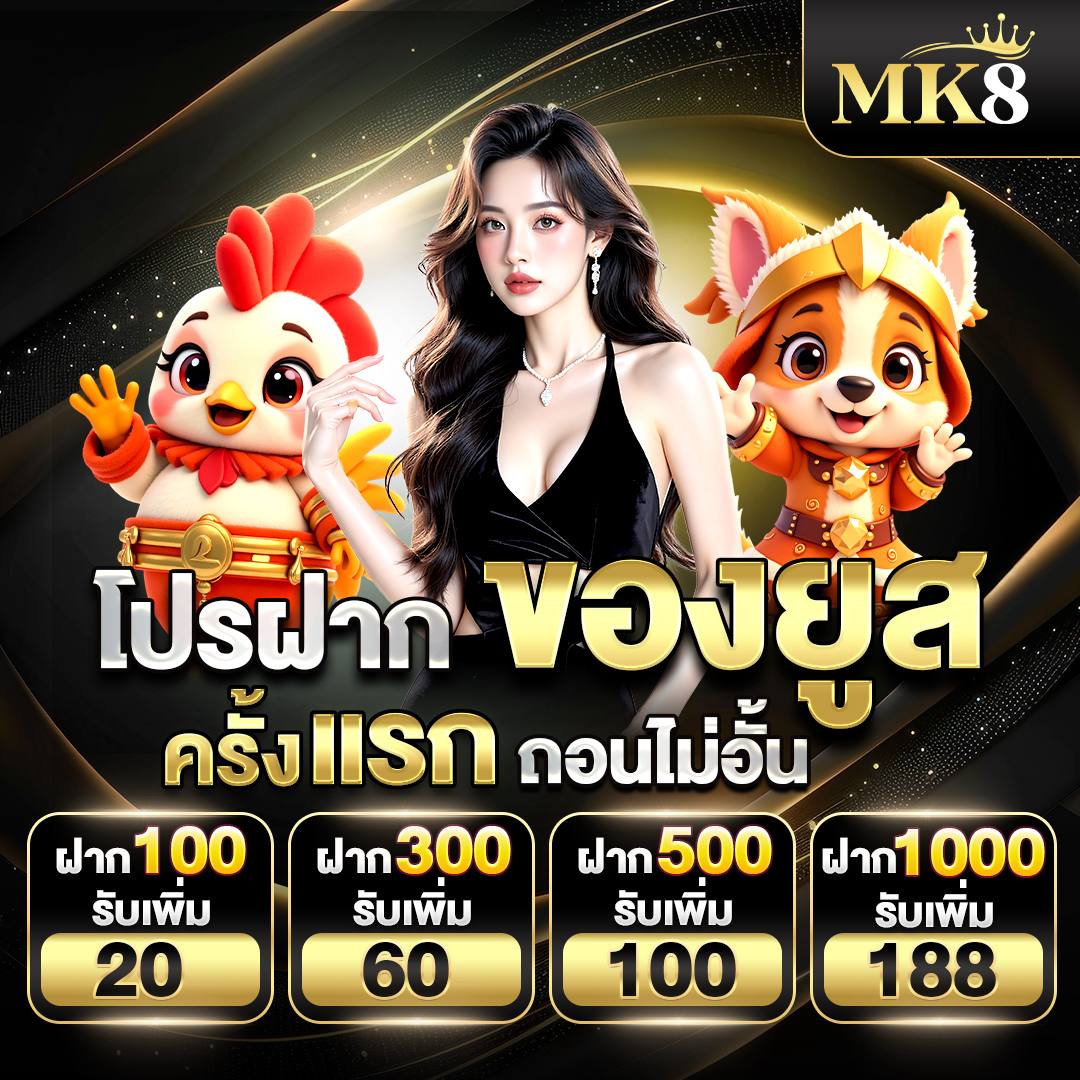 MK8
โปรฝาก ของยูส
ครั้งแรก ถอนไม่อั้น
ฝาก100
รับเพิ่ม
20
ฝาก300
รับเพิ่ม
60
ฝาก500
รับเพิ่ม
100
ฝาก1000
รับเพิ่ม
188